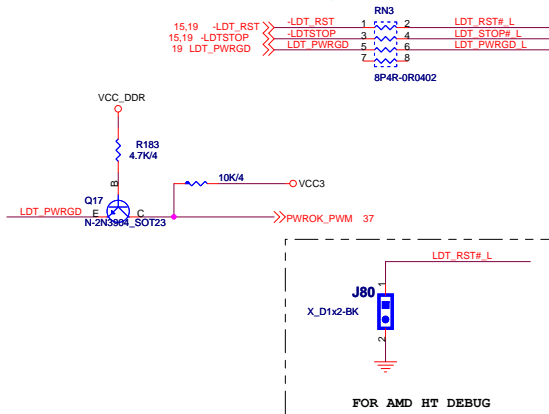 RN3
15,19 -LDT_RST -LDT_RST 1 2 LDT_RST#_L
15,19 -LDTSTOP -LDTSTOP 3 4 LDT_STOP#_L
19 LDT_PWRGD LDT_PWRGD 5 6 LDT_PWRGD_L
7 8
8P4R-0R0402
VCC_DDR
R183
4.7K/4
10K/4
VCC3
B
Q17
LDT_PWRGD E C PWROK_PWM 37
N-2N3904_SOT23
LDT_RST#_L
1
J80
X_D1x2-BK
2
FOR AMD HT DEBUG